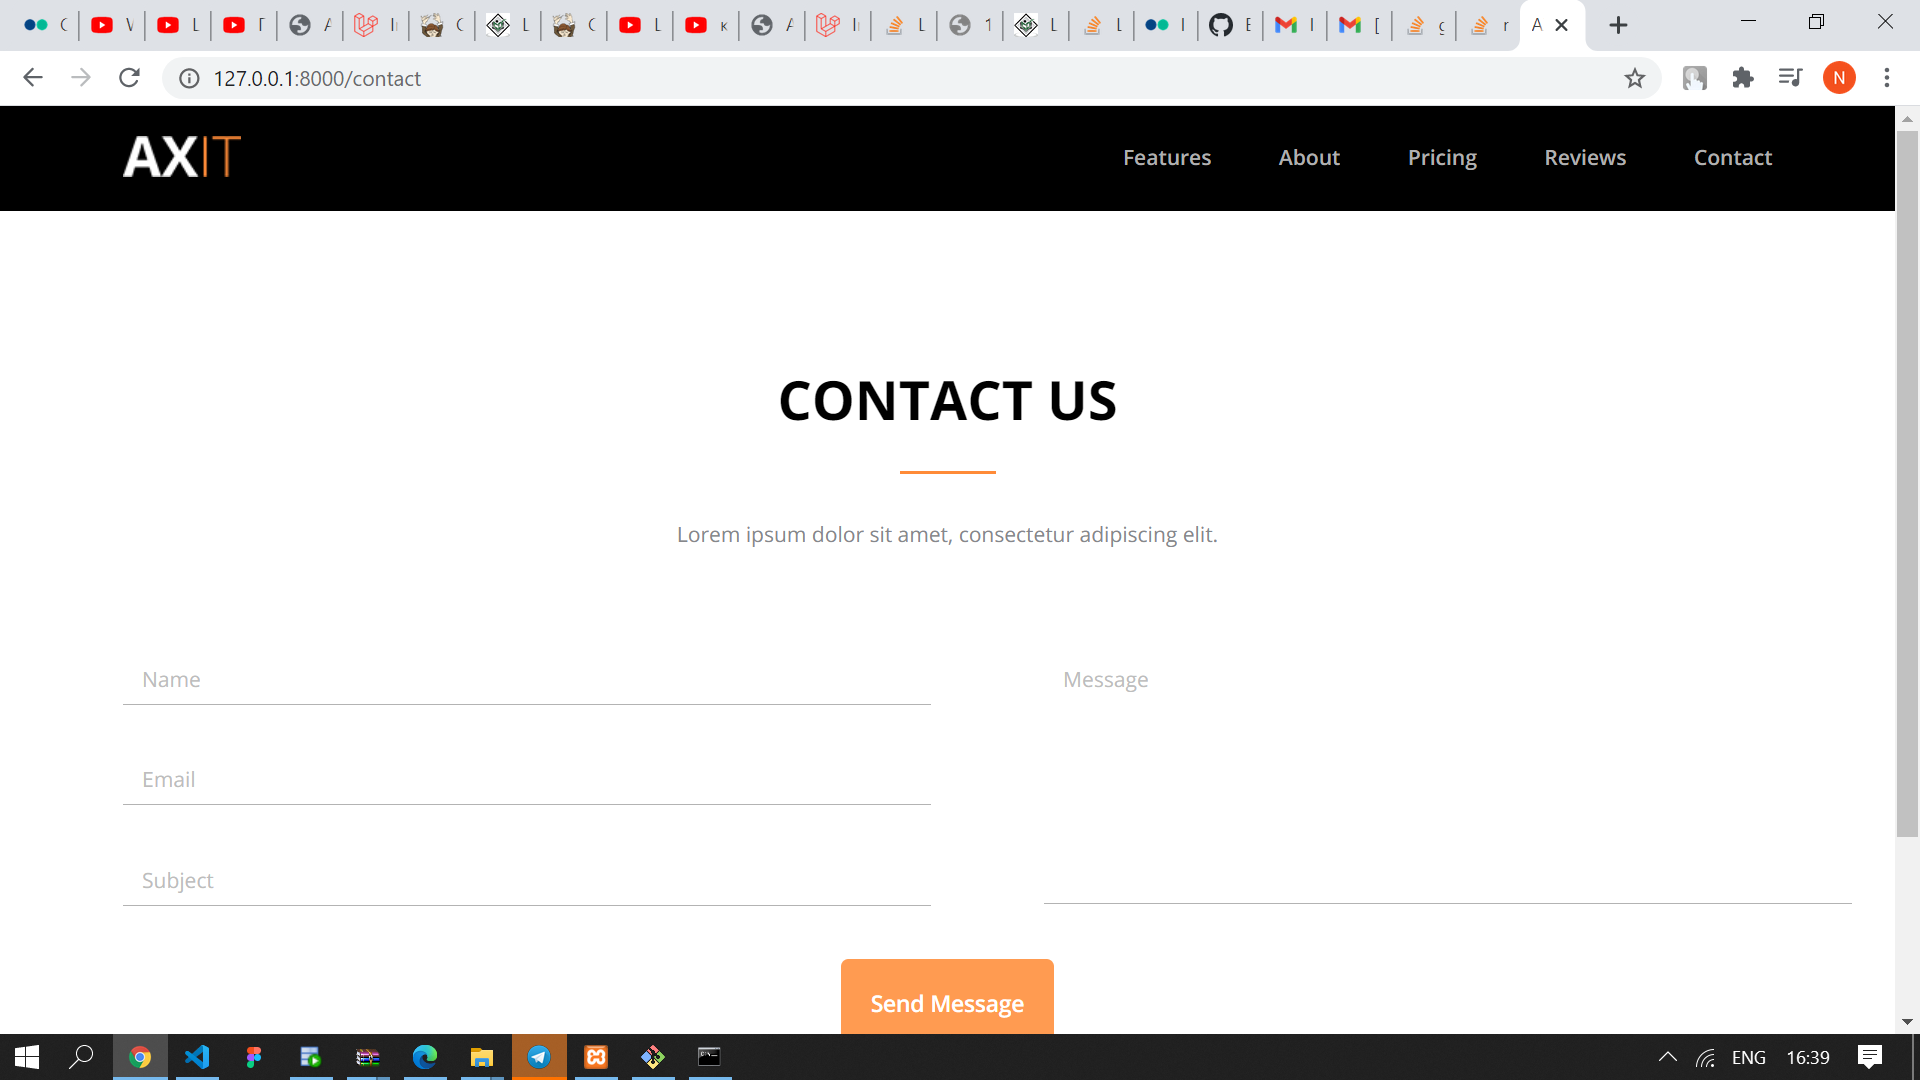 127.0.0.1:8000/contact
N
AXIT
Features
About
Pricing
Reviews
Contact
CONTACT US
Lorem ipsum dolor sit amet, consectetur adipiscing elit.
Name
Message
Email
Subject
Send Message
ENG
16:39